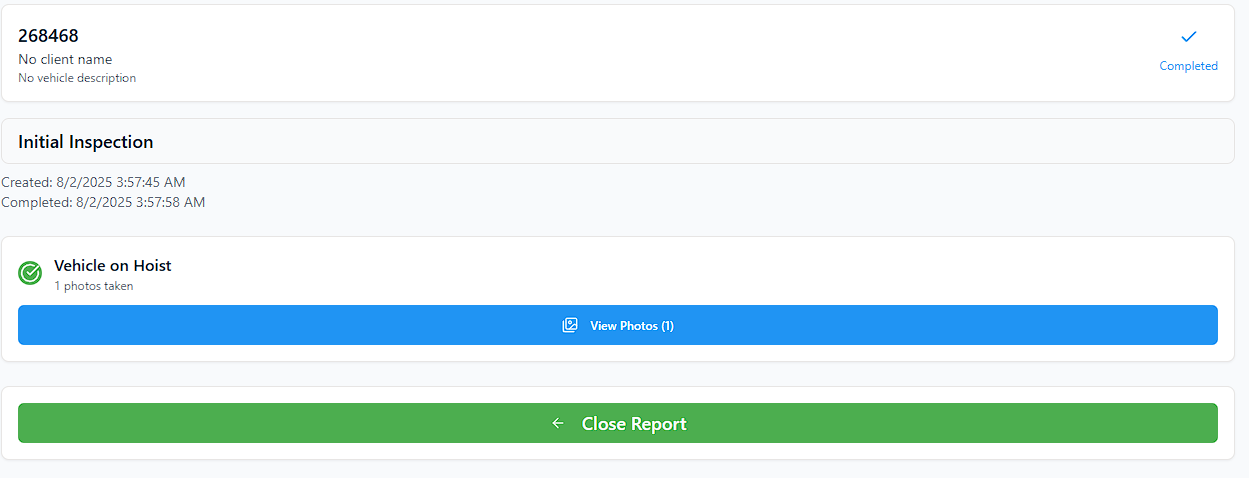 268468
No client name
No vehicle description
Completed
Initial Inspection
Created: 8/2/2025 3:57:45 AM
Completed: 8/2/2025 3:57:58 AM
Vehicle on Hoist
1 photos taken
View Photos (1)
Close Report